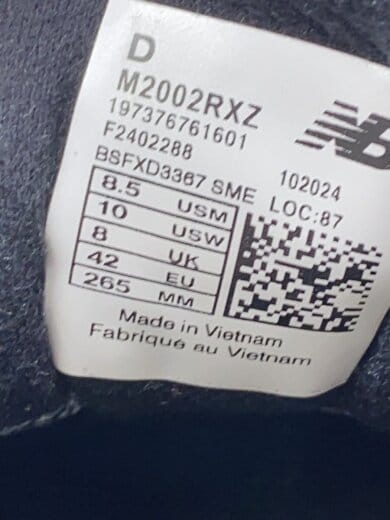 D
M2002RXZ
197376761601
F2402288
BSFXD3367 SME
102024
LOC:87
8.5 USM
10 USW
8 UK
42 EU
265 MM
NB
Made in Vietnam
Fabriqué au Vietnam